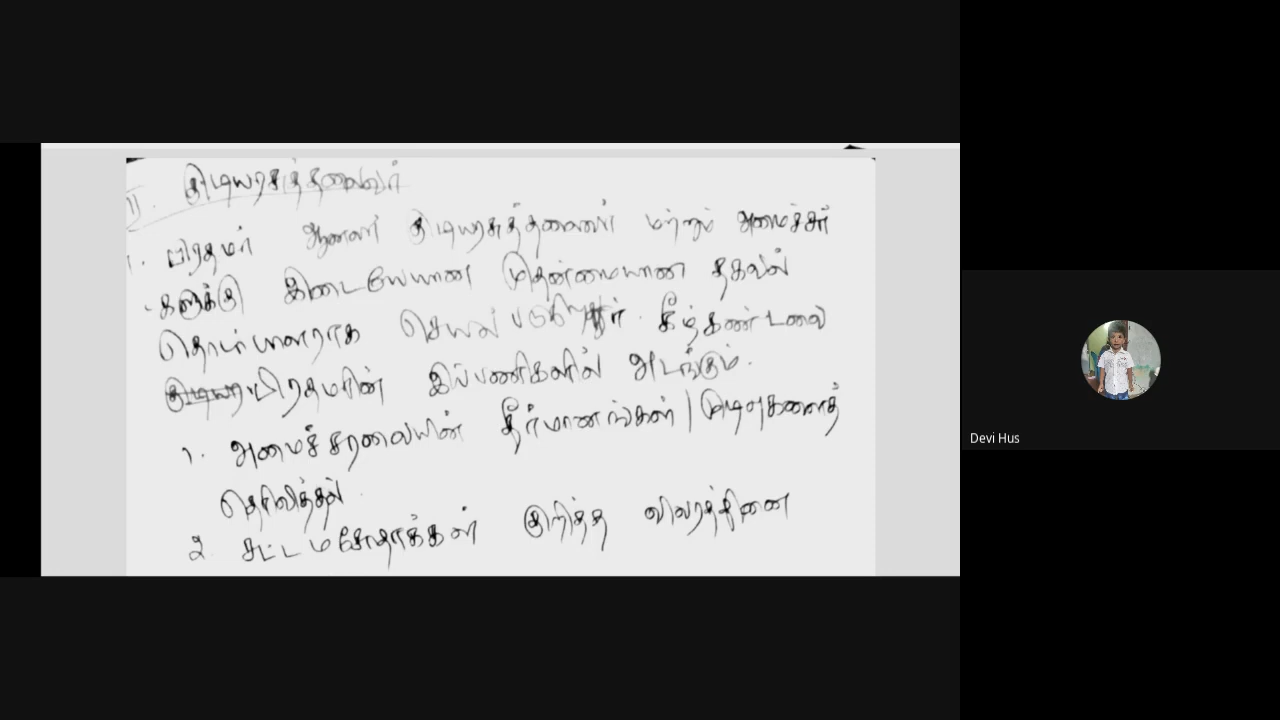 II. குடியரசுத்தலைவர்
1. பிரதமர் ஆனவர் குடியரசுத்தலைவர் மற்றும் அமைச்சர்
களுக்கு இடையேயான முதன்மையான தகவல்
தொடர்பாளராக செயல்படுகிறார். கீழ்கண்டவை
பிரதமரின் இப்பணிகளில் அடங்கும்.
1. அமைச்சரவையின் தீர்மானங்கள் | முடிவுகளைத்
தெரிவித்தல்.
2. சட்டமசோதாக்கள் குறித்த விவரத்தினை
Devi Hus